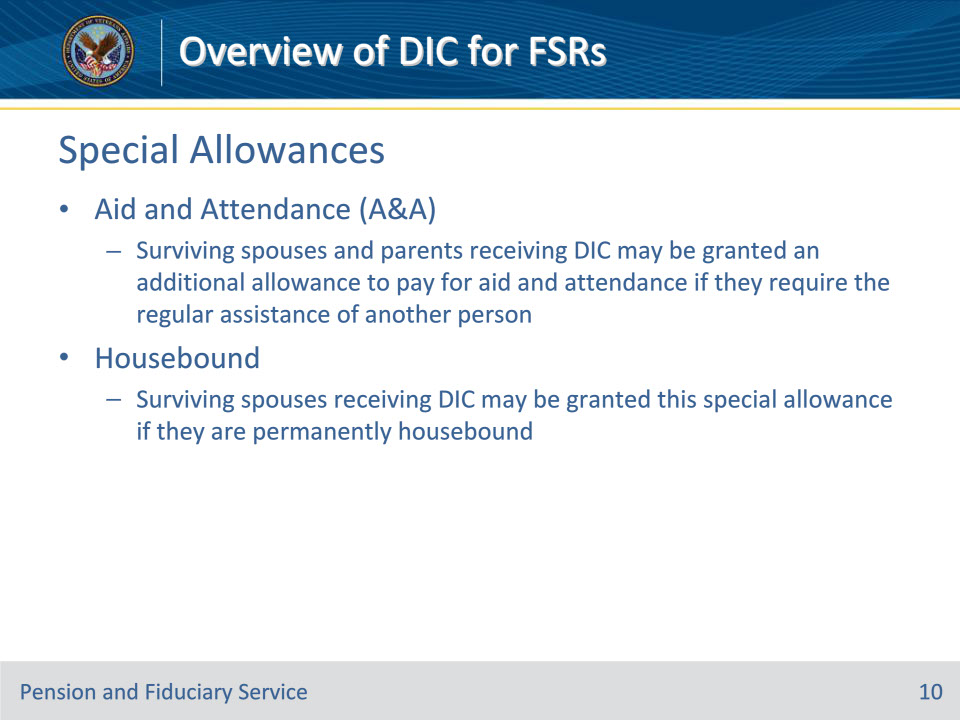 Overview of DIC for FSRs
Special Allowances
• Aid and Attendance (A&A)
– Surviving spouses and parents receiving DIC may be granted an
additional allowance to pay for aid and attendance if they require the
regular assistance of another person
• Housebound
– Surviving spouses receiving DIC may be granted this special allowance
if they are permanently housebound
Pension and Fiduciary Service
10